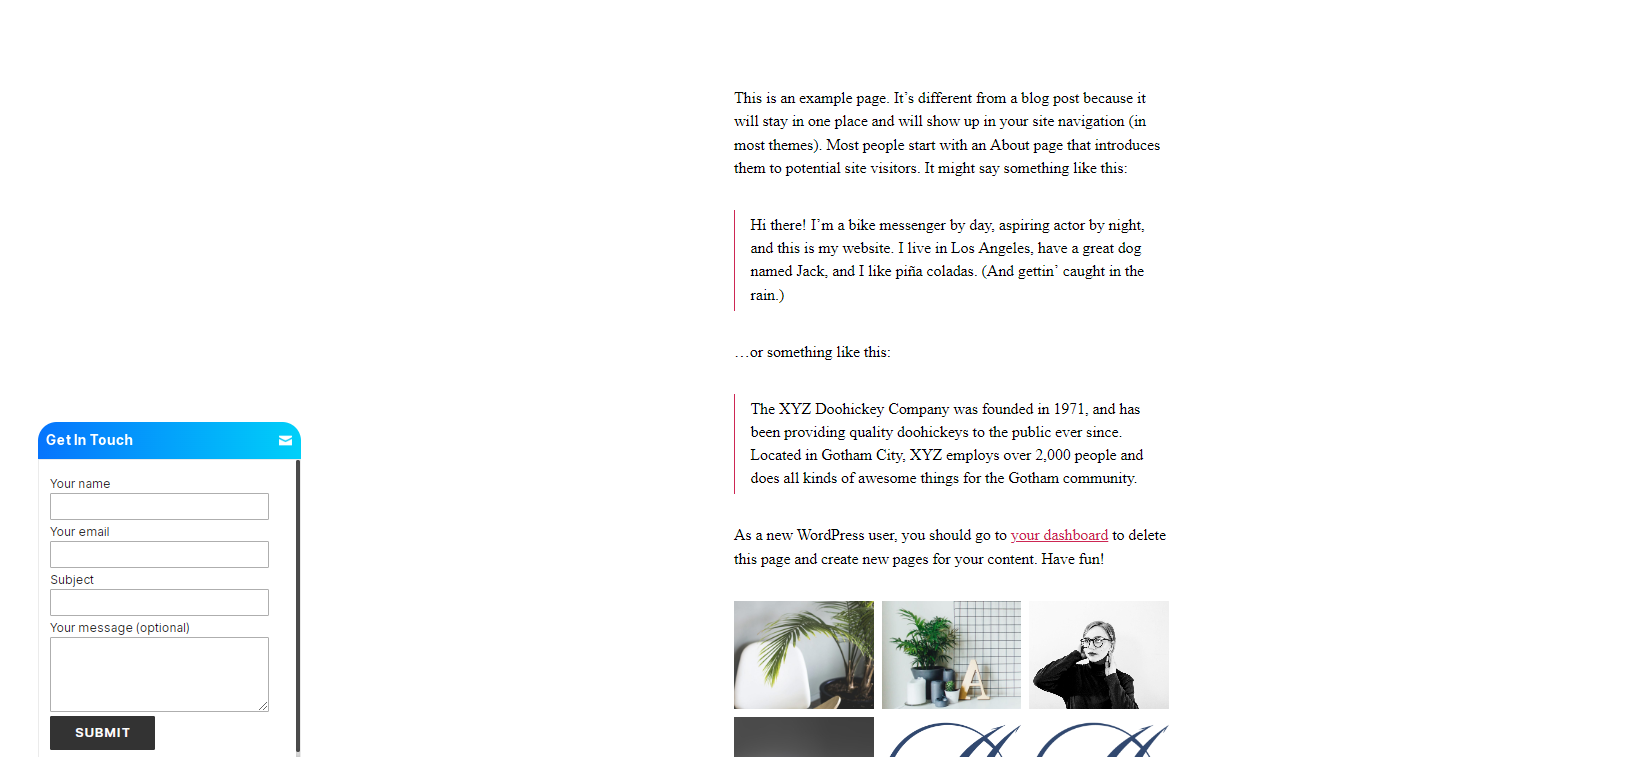 This is an example page. It’s different from a blog post because it
will stay in one place and will show up in your site navigation (in
most themes). Most people start with an About page that introduces
them to potential site visitors. It might say something like this:
Hi there! I’m a bike messenger by day, aspiring actor by night,
and this is my website. I live in Los Angeles, have a great dog
named Jack, and I like piña coladas. (And gettin’ caught in the
rain.)
…or something like this:
The XYZ Doohickey Company was founded in 1971, and has
been providing quality doohickeys to the public ever since.
Located in Gotham City, XYZ employs over 2,000 people and
does all kinds of awesome things for the Gotham community.
As a new WordPress user, you should go to your dashboard to delete
this page and create new pages for your content. Have fun!
A
Get In Touch
Your name
Your email
Subject
Your message (optional)
SUBMIT